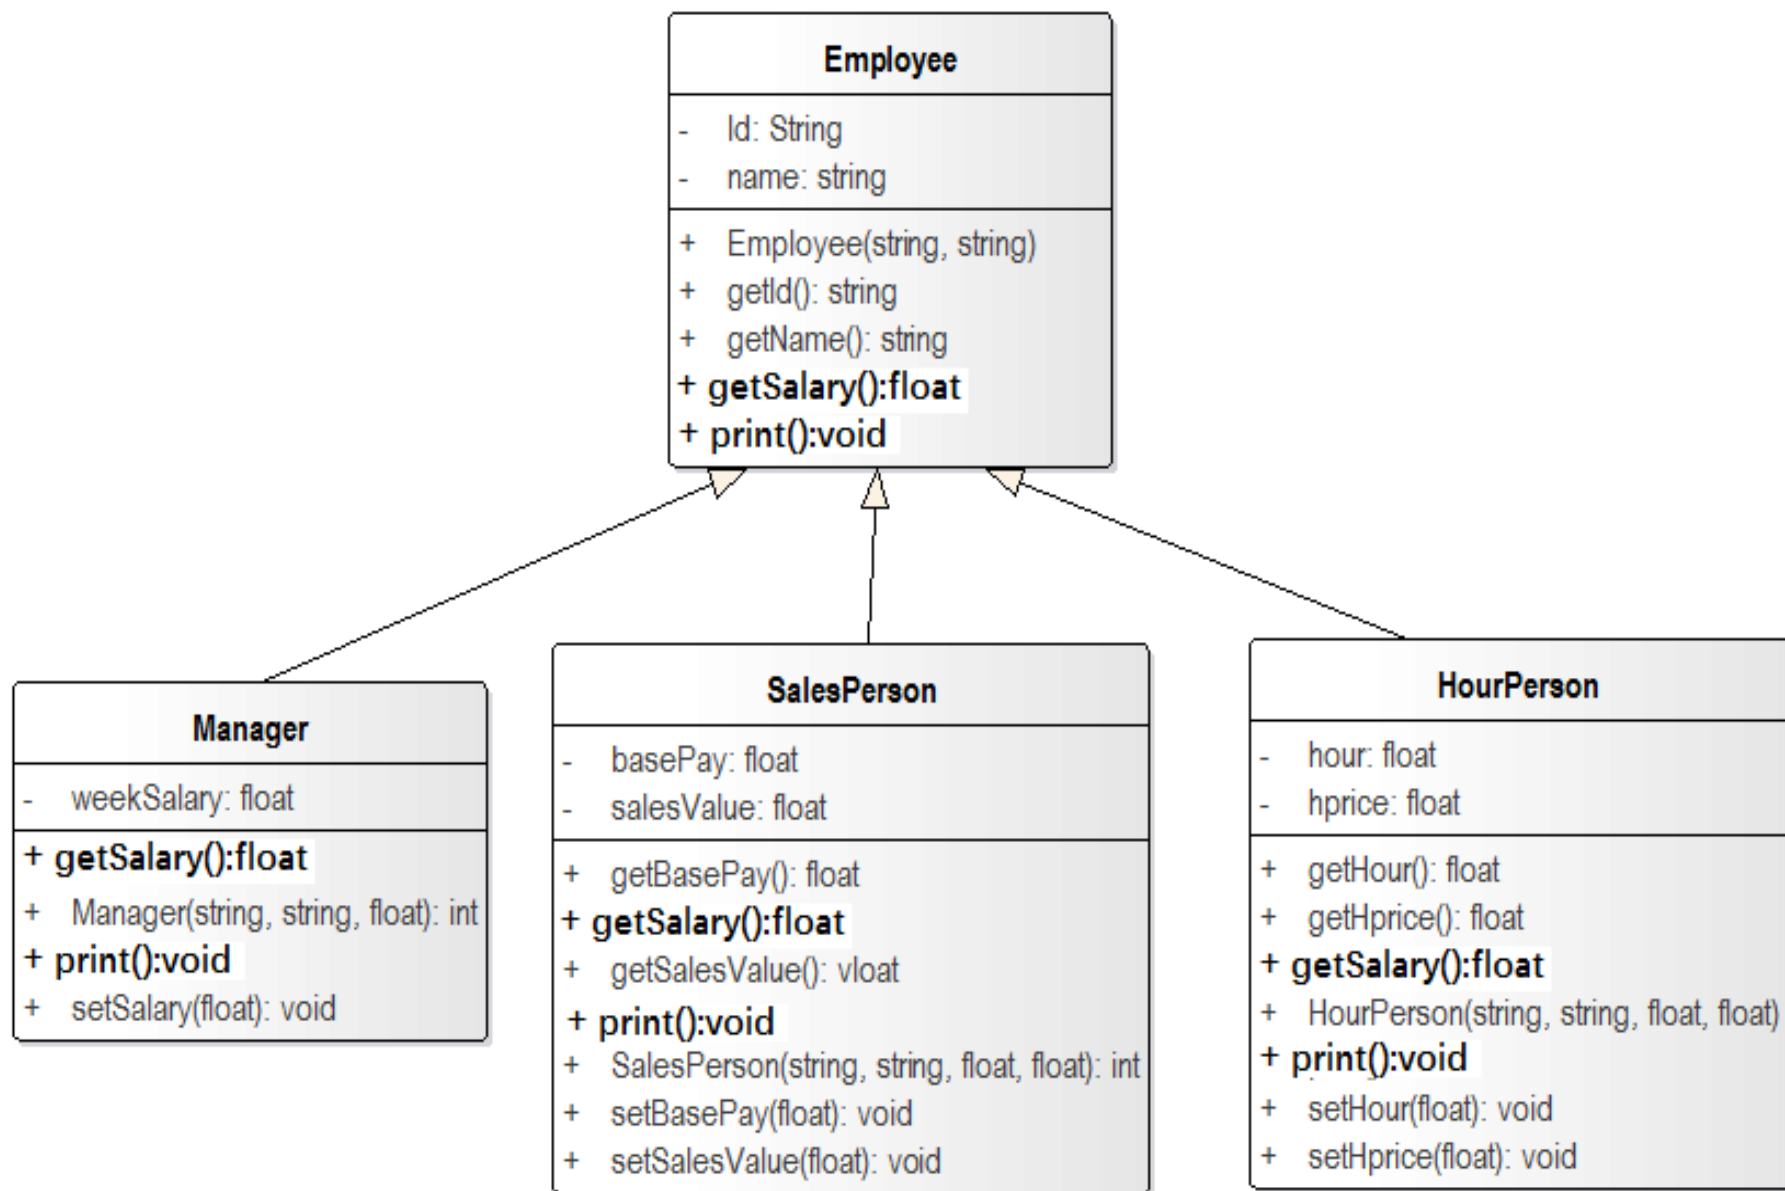 Employee
- Id: String
- name: string
+ Employee(string, string)
+ getId(): string
+ getName(): string
+ getSalary():float
+ print():void
Manager
- weekSalary: float
+ getSalary():float
+ Manager(string, string, float): int
+ print():void
+ setSalary(float): void
SalesPerson
- basePay: float
- salesValue: float
+ getBasePay(): float
+ getSalary():float
+ getSalesValue(): vloat
+ print():void
+ SalesPerson(string, string, float, float): int
+ setBasePay(float): void
+ setSalesValue(float): void
HourPerson
- hour: float
- hprice: float
+ getHour(): float
+ getHprice(): float
+ getSalary():float
+ HourPerson(string, string, float, float)
+ print():void
+ setHour(float): void
+ setHprice(float): void